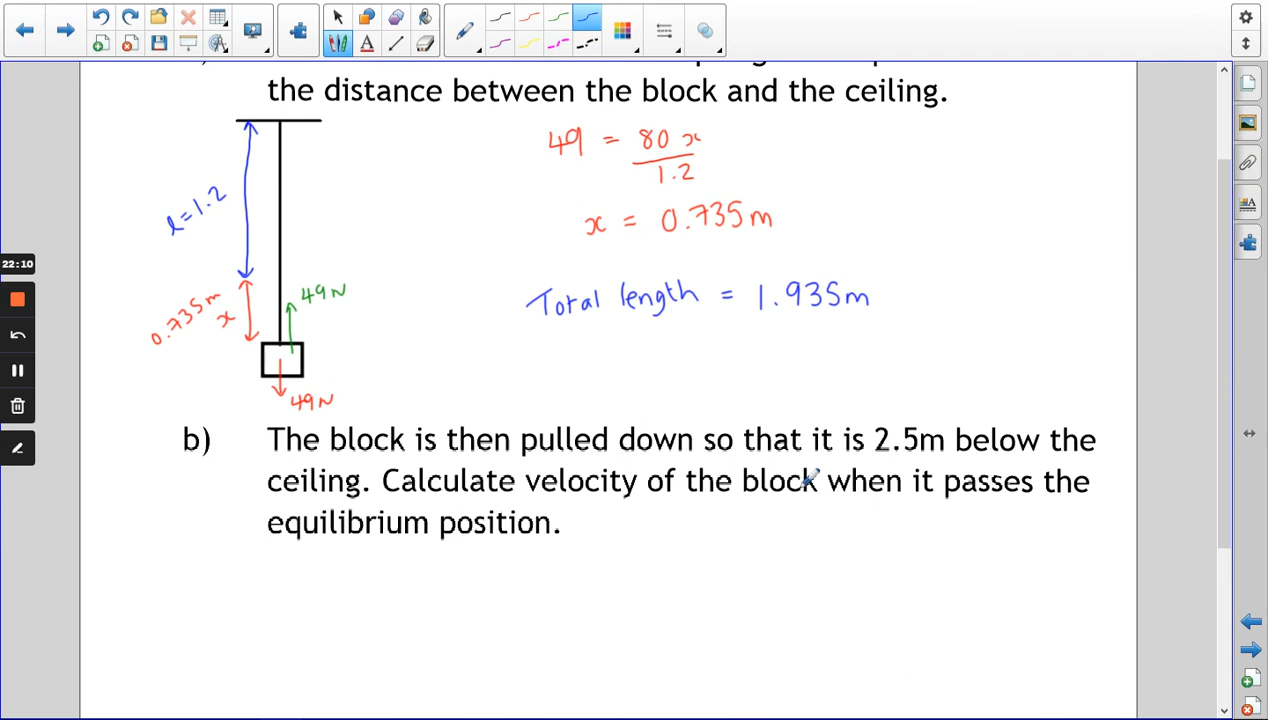 the distance between the block and the ceiling.
49 = 80 x
1.2
x = 0.735m
Total length = 1.935m
l = 1.2
0.735m
x
49N
49N
22:10
b) The block is then pulled down so that it is 2.5m below the
ceiling. Calculate velocity of the block when it passes the
equilibrium position.